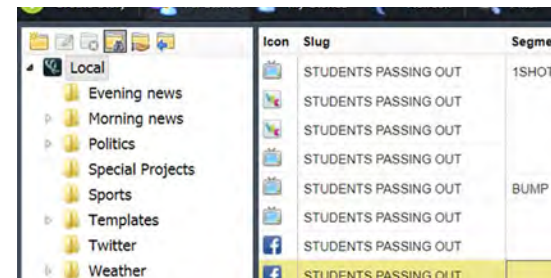 Icon Slug Segme
Local
Evening news
Morning news
Politics
Special Projects
Sports
Templates
Twitter
Weather
STUDENTS PASSING OUT 1SHOT
STUDENTS PASSING OUT
STUDENTS PASSING OUT
STUDENTS PASSING OUT
STUDENTS PASSING OUT BUMP
STUDENTS PASSING OUT
STUDENTS PASSING OUT
STUDENTS PASSING OUT